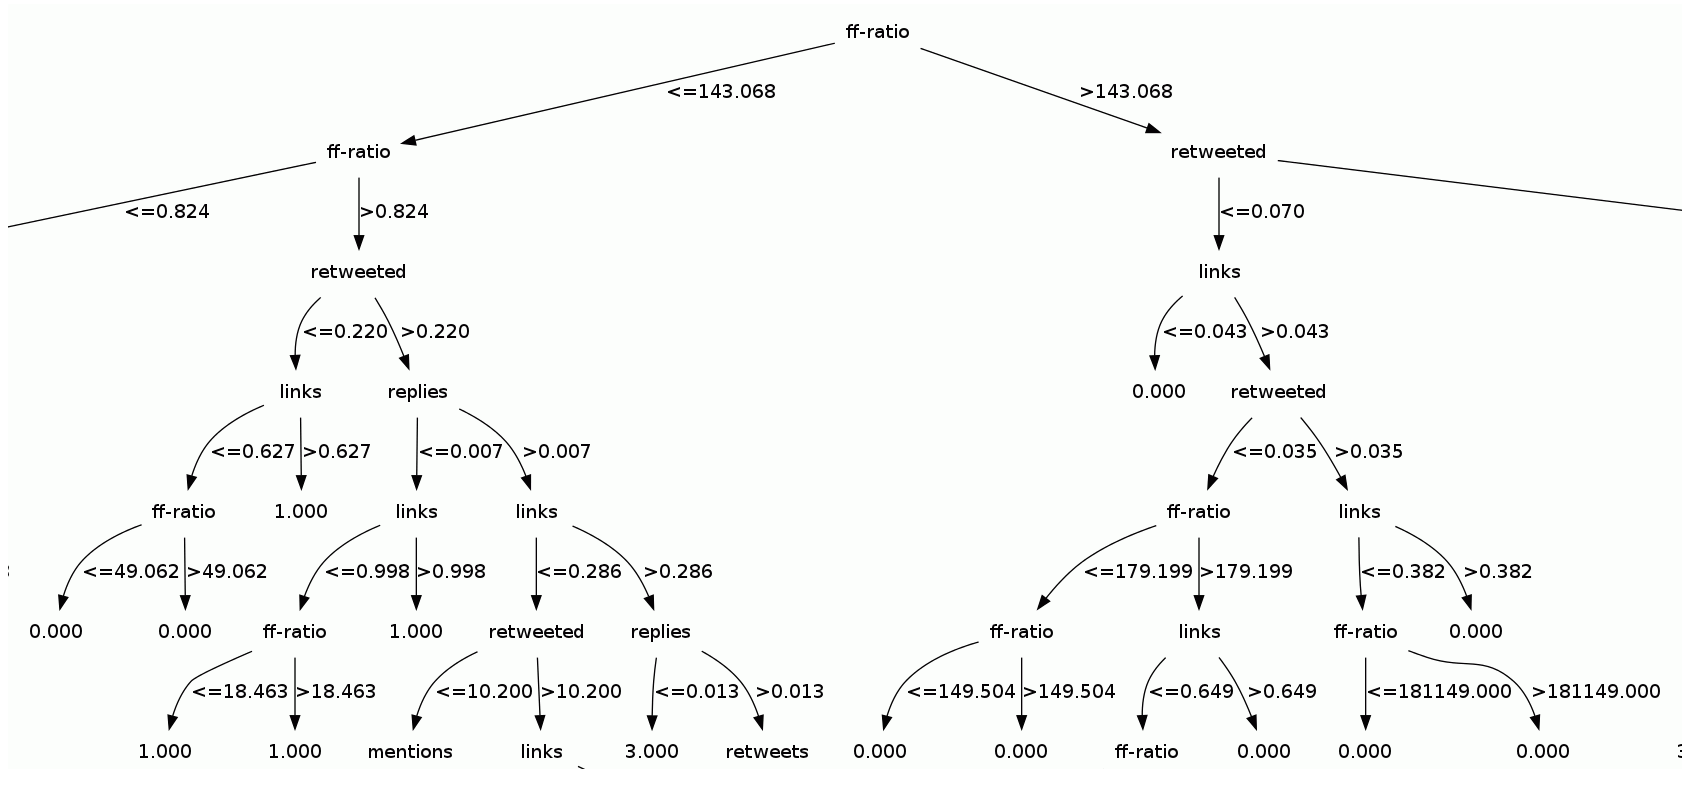 ff-ratio
<=143.068 >143.068
ff-ratio retweeted
<=0.824 >0.824 <=0.070
retweeted links
<=0.220 >0.220 <=0.043 >0.043
links replies 0.000 retweeted
<=0.627 >0.627 <=0.007 >0.007 <=0.035 >0.035
ff-ratio 1.000 links links ff-ratio links
<=49.062 >49.062 <=0.998 >0.998 <=0.286 >0.286 <=179.199 >179.199 <=0.382 >0.382
0.000 0.000 ff-ratio 1.000 retweeted replies ff-ratio links ff-ratio 0.000
<=18.463 >18.463 <=10.200 >10.200 <=0.013 >0.013 <=149.504 >149.504 <=0.649 >0.649 <=181149.000 >181149.000
1.000 1.000 mentions links 3.000 retweets 0.000 0.000 ff-ratio 0.000 0.000 0.000